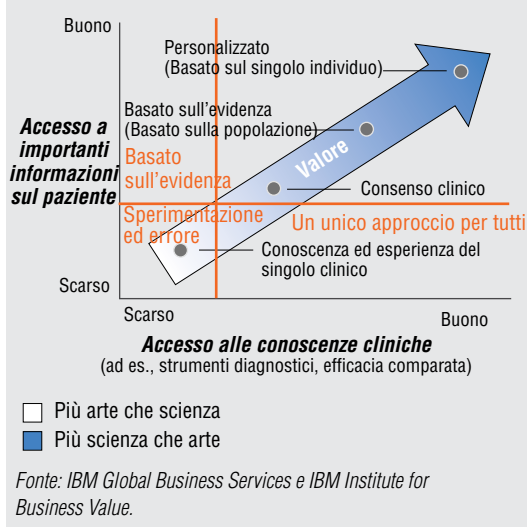 Buono
Personalizzato
(Basato sul singolo individuo)
Basato sull'evidenza
(Basato sulla popolazione)
Accesso a
importanti
informazioni
sul paziente
Basato
sull'evidenza
Valore
Consenso clinico
Sperimentazione
ed errore
Un unico approccio per tutti
Conoscenza ed esperienza del
singolo clinico
Scarso
Scarso
Buono
Accesso alle conoscenze cliniche
(ad es., strumenti diagnostici, efficacia comparata)
Più arte che scienza
Più scienza che arte
Fonte: IBM Global Business Services e IBM Institute for
Business Value.